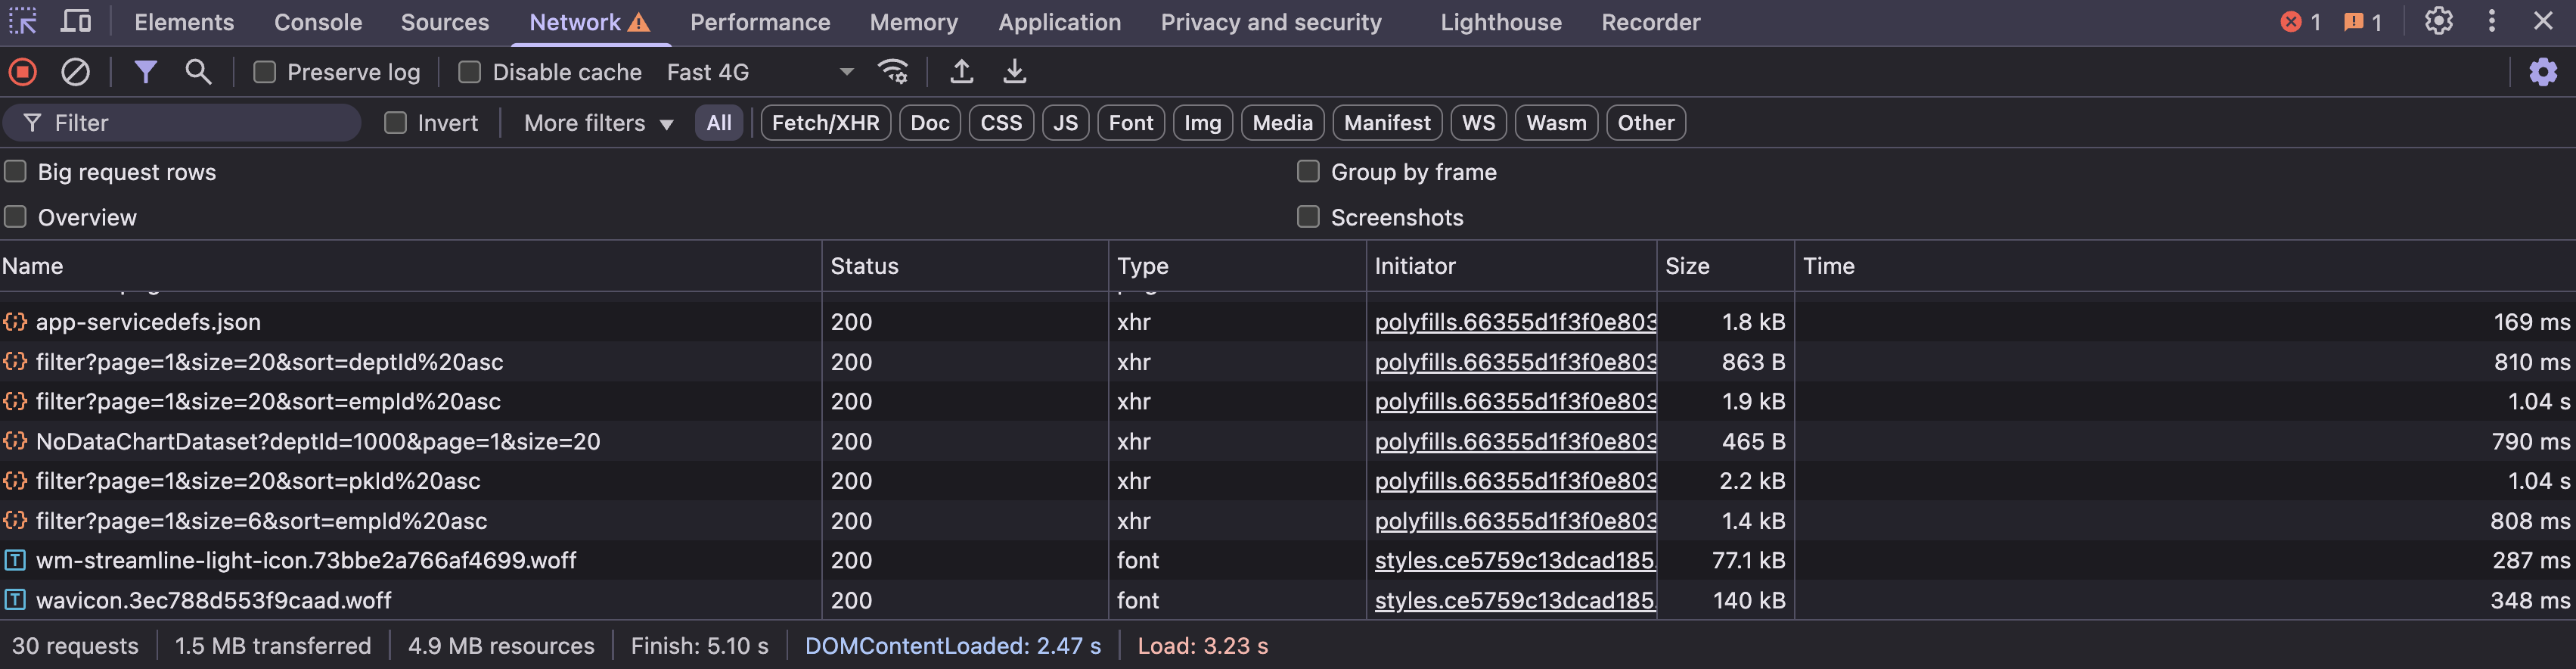 Elements Console Sources Network Performance Memory Application Privacy and security Lighthouse Recorder 1 1
Preserve log Disable cache Fast 4G
Filter Invert More filters All Fetch/XHR Doc CSS JS Font Img Media Manifest WS Wasm Other
Big request rows Group by frame
Overview Screenshots
Name Status Type Initiator Size Time
app-servicedefs.json 200 xhr polyfills.66355d1f3f0e803 1.8 kB 169 ms
filter?page=1&size=20&sort=deptId%20asc 200 xhr polyfills.66355d1f3f0e803 863 B 810 ms
filter?page=1&size=20&sort=empId%20asc 200 xhr polyfills.66355d1f3f0e803 1.9 kB 1.04 s
NoDataChartDataset?deptId=1000&page=1&size=20 200 xhr polyfills.66355d1f3f0e803 465 B 790 ms
filter?page=1&size=20&sort=pkId%20asc 200 xhr polyfills.66355d1f3f0e803 2.2 kB 1.04 s
filter?page=1&size=6&sort=empId%20asc 200 xhr polyfills.66355d1f3f0e803 1.4 kB 808 ms
wm-streamline-light-icon.73bbe2a766af4699.woff 200 font styles.ce5759c13dcad185. 77.1 kB 287 ms
wavicon.3ec788d553f9caad.woff 200 font styles.ce5759c13dcad185. 140 kB 348 ms
30 requests 1.5 MB transferred 4.9 MB resources Finish: 5.10 s DOMContentLoaded: 2.47 s Load: 3.23 s